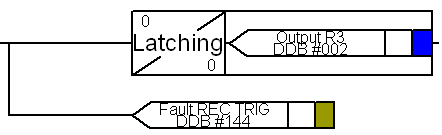 0
Latching
0
Output R3
DDB #002
Fault REC TRIG
DDB #144